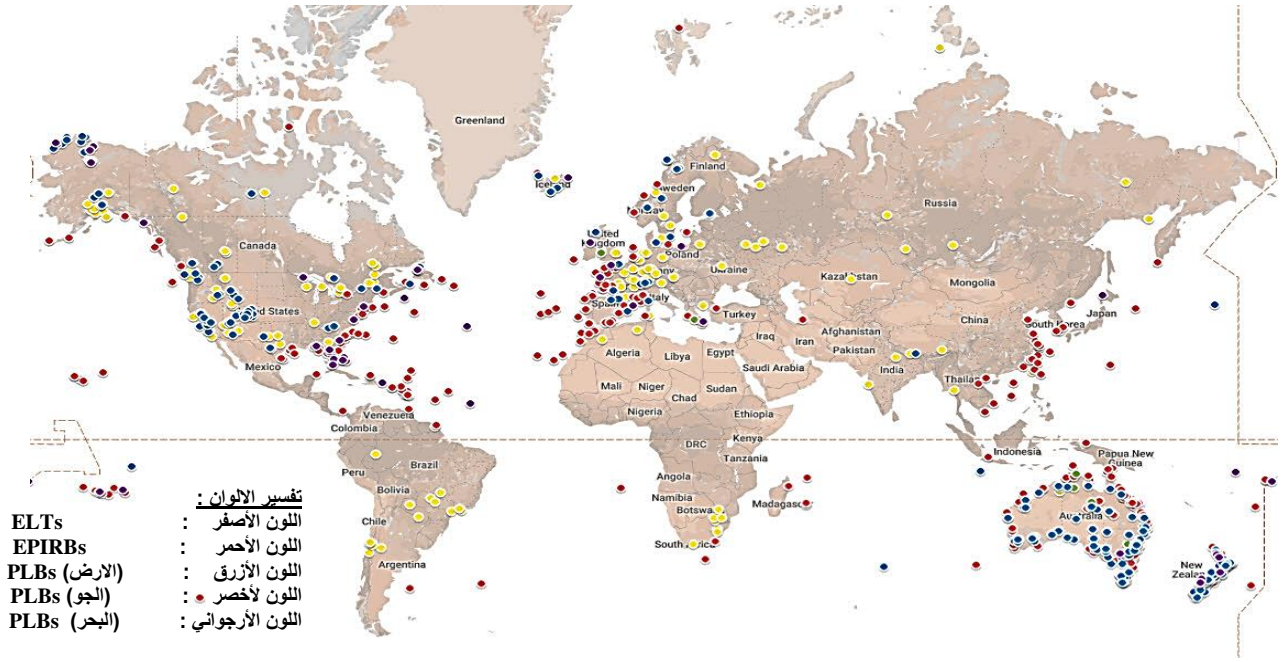 Greenland
Iceland
Finland
Sweden
Norway
Russia
United
Kingdom
Canada
Poland
Ukraine
Kazakhstan
Mongolia
United States
Spain
Italy
Turkey
China
South Korea
Japan
Mexico
Algeria
Libya
Egypt
Iraq
Iran
Afghanistan
Pakistan
Saudi Arabia
India
Mali
Niger
Chad
Sudan
Thailand
Nigeria
Ethiopia
Venezuela
Colombia
DRC
Kenya
Tanzania
Indonesia
Papua New
Guinea
Peru
Brazil
Bolivia
Angola
Namibia
Botswana
Madagascar
Australia
Chile
Argentina
South Africa
New
Zealand
تفسير الالوان :
اللون الأصفر : ELTs
اللون الأحمر : EPIRBs
اللون الأزرق : PLBs (الارض)
اللون لأخصر : PLBs (الجو)
اللون الأرجواني : PLBs (البحر)